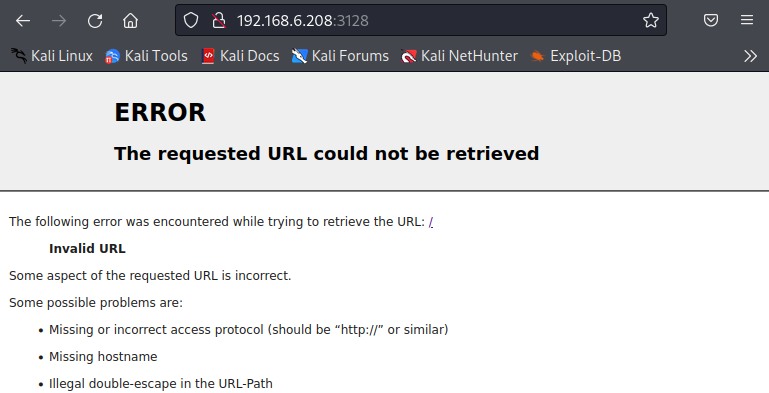 192.168.6.208:3128
Kali Linux Kali Tools Kali Docs Kali Forums Kali NetHunter Exploit-DB
ERROR
The requested URL could not be retrieved
The following error was encountered while trying to retrieve the URL: /
Invalid URL
Some aspect of the requested URL is incorrect.
Some possible problems are:
• Missing or incorrect access protocol (should be “http://” or similar)
• Missing hostname
• Illegal double-escape in the URL-Path